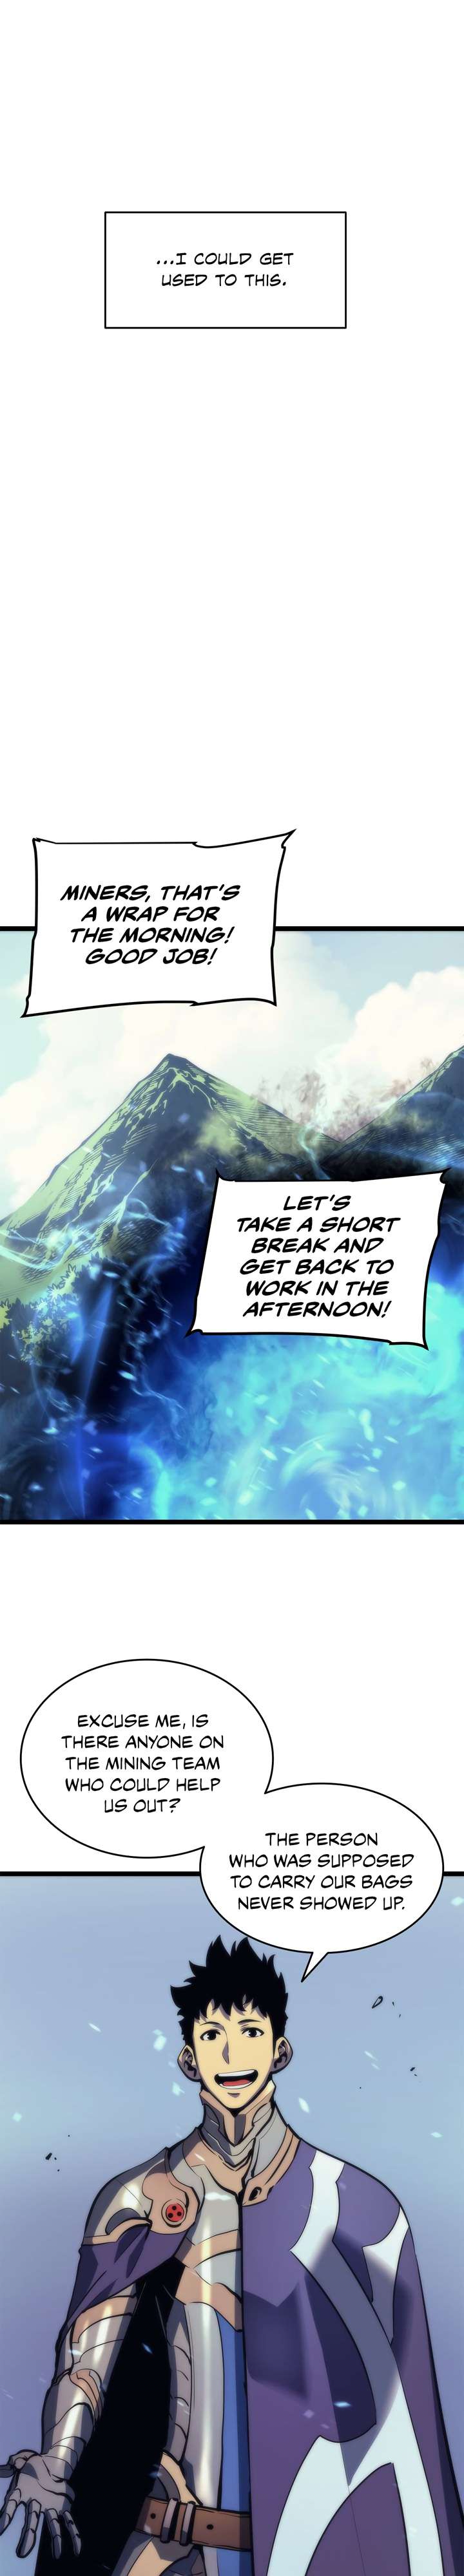 ...I COULD GET
USED TO THIS.
MINERS, THAT'S
A WRAP FOR
THE MORNING!
GOOD JOB!
LET'S
TAKE A SHORT
BREAK AND
GET BACK TO
WORK IN THE
AFTERNOON!
EXCUSE ME, IS
THERE ANYONE ON
THE MINING TEAM
WHO COULD HELP
US OUT?
THE PERSON
WHO WAS SUPPOSED
TO CARRY OUR BAGS
NEVER SHOWED UP.